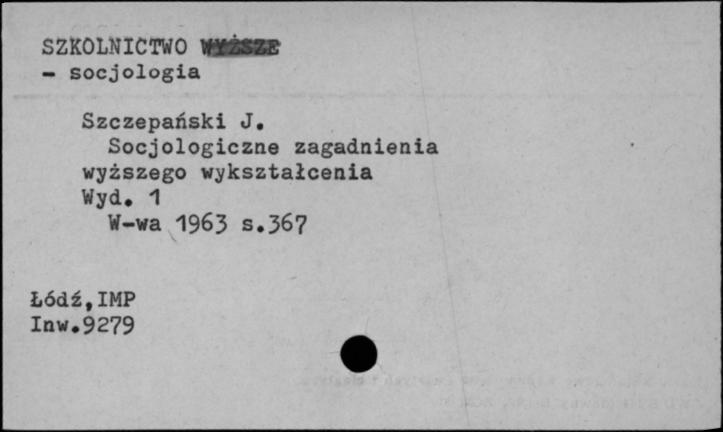 SZKOLNICTWO WYŻSZE
- socjologia
Szczepański J.
Socjologiczne zagadnienia
wyższego wykształcenia
Wyd. 1
W-wa 1963 s.367
Łódź,IMP
Inw.9279